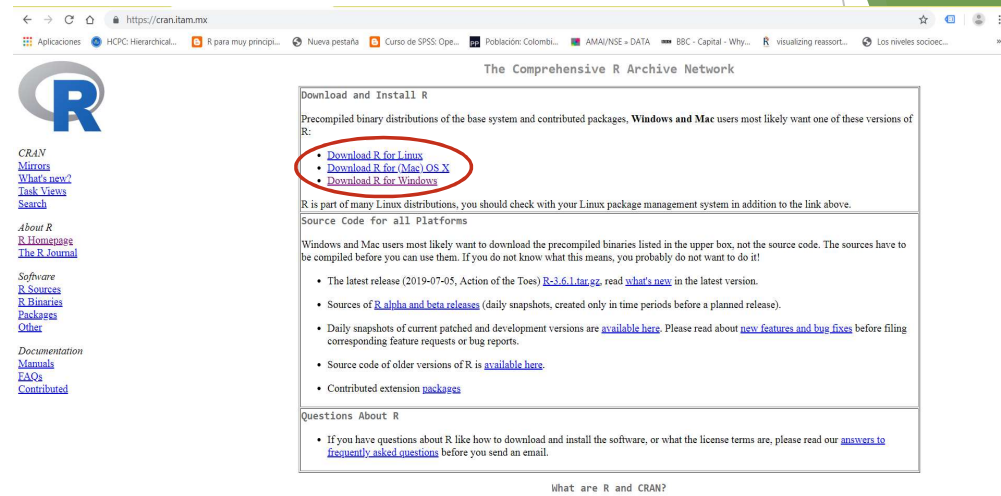 https://cran.itam.mx
Aplicaciones HCPC: Hierarchical... R para muy principi... Nueva pestaña Curso de SPSS: Ope... pp Población: Colombi... AMAI/NSE » DATA BBC - Capital - Why... R visualizing reassort... Los niveles socioec... »
R
The Comprehensive R Archive Network
CRAN
Mirrors
What's new?
Task Views
Search
About R
R Homepage
The R Journal
Software
R Sources
R Binaries
Packages
Other
Documentation
Manuals
FAQs
Contributed
Download and Install R
Precompiled binary distributions of the base system and contributed packages, Windows and Mac users most likely want one of these versions of
R:
• Download R for Linux
• Download R for (Mac) OS X
• Download R for Windows
R is part of many Linux distributions, you should check with your Linux package management system in addition to the link above.
Source Code for all Platforms
Windows and Mac users most likely want to download the precompiled binaries listed in the upper box, not the source code. The sources have to
be compiled before you can use them. If you do not know what this means, you probably do not want to do it!
• The latest release (2019-07-05, Action of the Toes) R-3.6.1.tar.gz, read what's new in the latest version.
• Sources of R alpha and beta releases (daily snapshots, created only in time periods before a planned release).
• Daily snapshots of current patched and development versions are available here. Please read about new features and bug fixes before filing
corresponding feature requests or bug reports.
• Source code of older versions of R is available here.
• Contributed extension packages
Questions About R
• If you have questions about R like how to download and install the software, or what the license terms are, please read our answers to
frequently asked questions before you send an email.
What are R and CRAN?